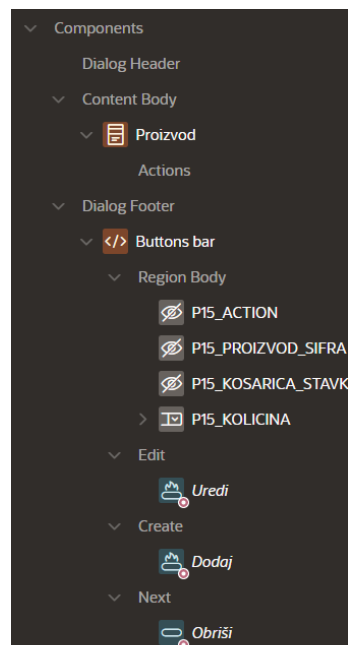 Components
Dialog Header
Content Body
Proizvod
Actions
Dialog Footer
Buttons bar
Region Body
P15_ACTION
P15_PROIZVOD_SIFRA
P15_KOSARICA_STAVK
P15_KOLICINA
Edit
Uredi
Create
Dodaj
Next
Obriši